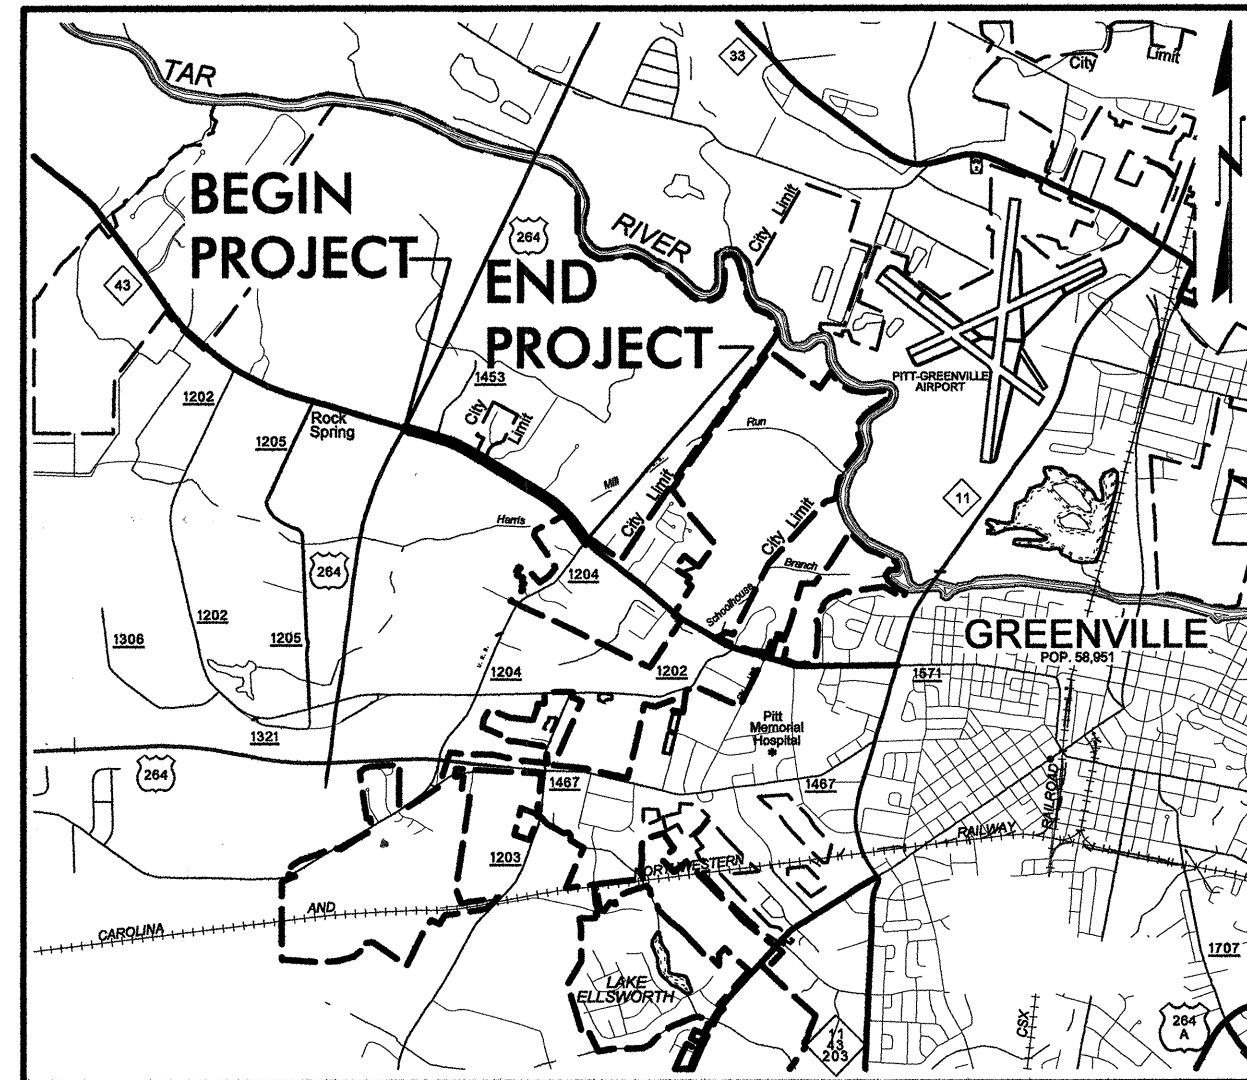 TAR
33
City
Limit
BEGIN
PROJECT
264
RIVER
City
Limit
43
END
PROJECT
PITT-GREENVILLE
AIRPORT
1453
1202
Rock
Spring
City
Limit
1205
Run
Mill
City
Limit
11
Harris
City
Limit
264
1204
Branch
Schoolhouse
1202
1306
1205
GREENVILLE
POP. 58,951
1204
1202
1571
1321
Pitt
Memorial
Hospital
264
1467
1467
RAILROAD
RAILWAY
1203
NORTHWESTERN
AND
CAROLINA
1707
LAKE
ELLSWORTH
CSX
11
43
203
264
A